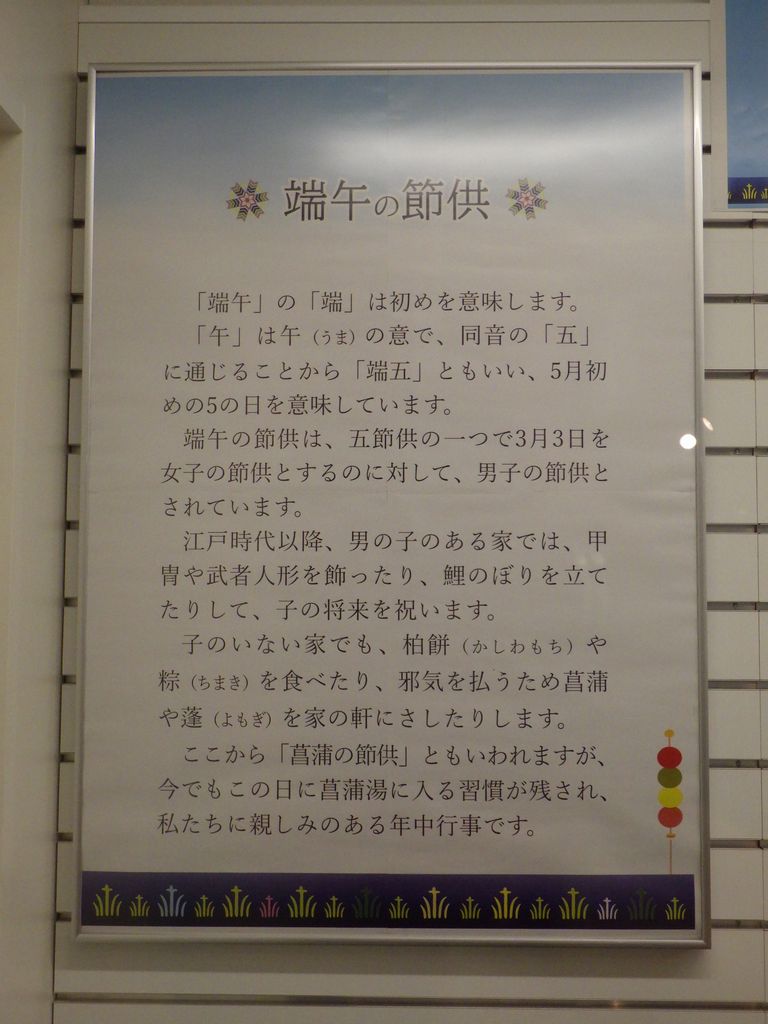 端午の節供
「端午」の「端」は初めを意味します。
「午」は午（うま）の意で、同音の「五」
に通じることから「端五」ともいい、5月初
めの5の日を意味しています。
端午の節供は、五節供の一つで3月3日を
女子の節供とするのに対して、男子の節供と
されています。
江戸時代以降、男の子のある家では、甲
冑や武者人形を飾ったり、鯉のぼりを立て
たりして、子の将来を祝います。
子のいない家でも、柏餅（かしわもち）や
粽（ちまき）を食べたり、邪気を払うため菖蒲
や蓬（よもぎ）を家の軒にさしたりします。
ここから「菖蒲の節供」ともいわれますが、
今でもこの日に菖蒲湯に入る習慣が残され、
私たちに親しみのある年中行事です。